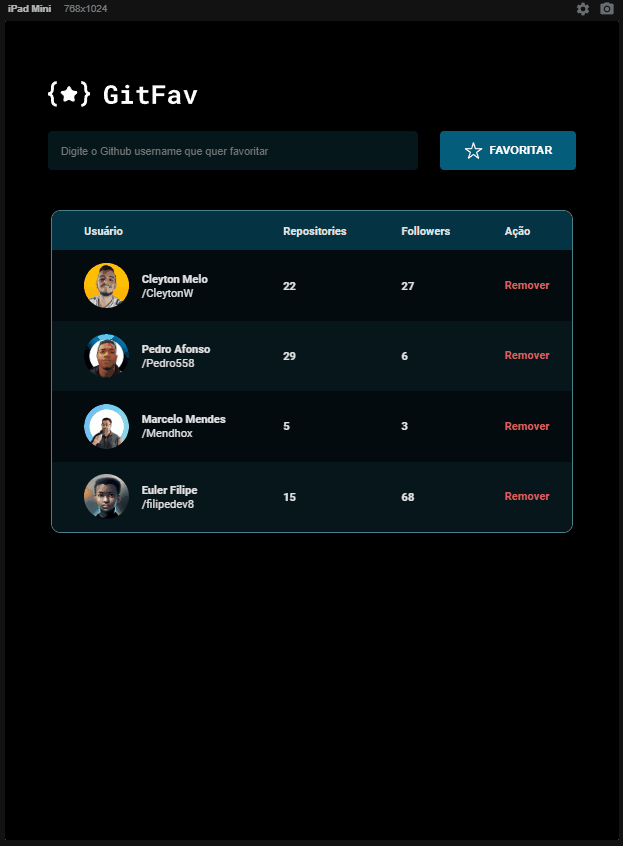 iPad Mini 768x1024
{★} GitFav
Digite o Github username que quer favoritar
FAVORITAR
Usuário Repositories Followers Ação
Cleyton Melo
/CleytonW
22 27 Remover
Pedro Afonso
/Pedro558
29 6 Remover
Marcelo Mendes
/Mendhox
5 3 Remover
Euler Filipe
/filipedev8
15 68 Remover